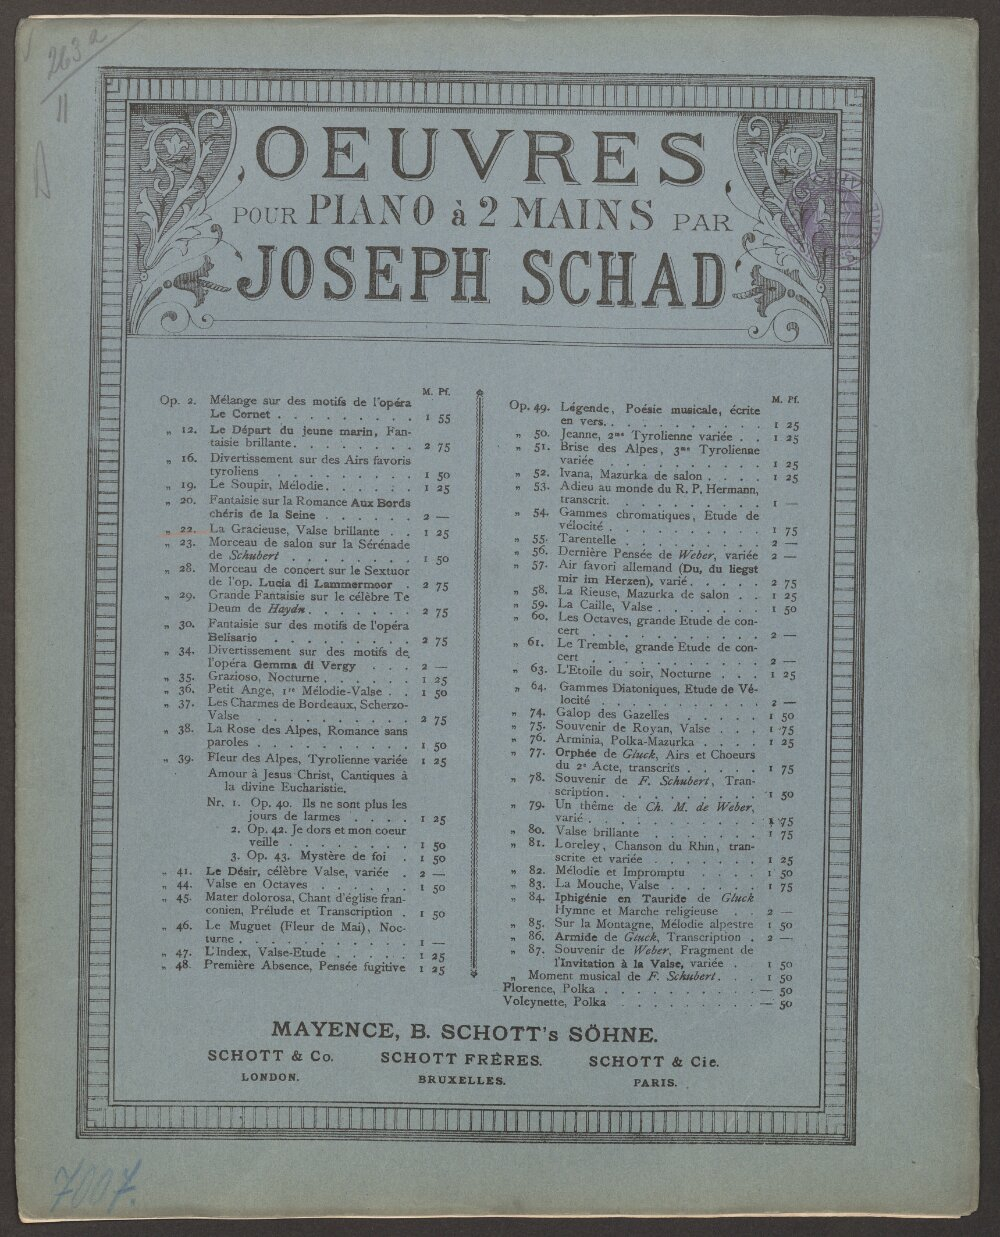 263a
11
OEUVRES
POUR PIANO à 2 MAINS PAR
JOSEPH SCHAD
M. Pf.
Op. 2. Mélange sur des motifs de l'opéra
Le Cornet . . . . . . . . . 1 55
„ 12. Le Départ du jeune marin, Fan-
taisie brillante. . . . . . . . 2 75
„ 16. Divertissement sur des Airs favoris
tyroliens . . . . . . . . . 1 50
„ 19. Le Soupir, Mélodie. . . . . . 1 25
„ 20. Fantaisie sur la Romance Aux Bords
chéris de la Seine . . . . . . 2 —
„ 22. La Gracieuse, Valse brillante . . 1 25
„ 23. Morceau de salon sur la Sérénade
de Schubert . . . . . . . . 1 50
„ 28. Morceau de concert sur le Sextuor
de l'op. Lucia di Lammermoor . 2 75
„ 29. Grande Fantaisie sur le célèbre Te
Deum de Haydn . . . . . . . 2 75
„ 30. Fantaisie sur des motifs de l'opéra
Belisario . . . . . . . . . 2 75
„ 34. Divertissement sur des motifs de
l'opéra Gemma di Vergy . . . 2 —
„ 35. Grazioso, Nocturne . . . . . . 1 25
„ 36. Petit Ange, 1re Mélodie-Valse . . 1 50
„ 37. Les Charmes de Bordeaux, Scherzo-
Valse . . . . . . . . . . 2 75
„ 38. La Rose des Alpes, Romance sans
paroles . . . . . . . . . . 1 50
„ 39. Fleur des Alpes, Tyrolienne variée 1 25
Amour à Jesus Christ, Cantiques à
la divine Eucharistie.
Nr. 1. Op. 40. Ils ne sont plus les
jours de larmes . . . . 1 25
2. Op. 42. Je dors et mon coeur
veille . . . . . . . . 1 50
3. Op. 43. Mystère de foi . 1 50
„ 41. Le Désir, célèbre Valse, variée . 2 —
„ 44. Valse en Octaves . . . . . . 1 50
„ 45. Mater dolorosa, Chant d'église fran-
conien, Prélude et Transcription . 1 50
„ 46. Le Muguet (Fleur de Mai), Noc-
turne . . . . . . . . . . . 1 —
„ 47. L'Index, Valse-Etude . . . . . 1 25
„ 48. Première Absence, Pensée fugitive 1 25
M. Pf.
Op. 49. Légende, Poésie musicale, écrite
en vers. . . . . . . . . . . 1 25
„ 50. Jeanne, 2me Tyrolienne variée . . 1 25
„ 51. Brise des Alpes, 3me Tyrolienne
variée . . . . . . . . . . 1 25
„ 52. Ivana, Mazurka de salon . . . . 1 25
„ 53. Adieu au monde du R. P. Hermann,
transcrit. . . . . . . . . . . 1 —
„ 54. Gammes chromatiques, Etude de
vélocité . . . . . . . . . . 1 75
„ 55. Tarentelle . . . . . . . . . 2 —
„ 56. Dernière Pensée de Weber, variée 2 —
„ 57. Air favori allemand (Du, du liegst
mir im Herzen), varié . . . . . 2 75
„ 58. La Rieuse, Mazurka de salon . . 1 25
„ 59. La Caille, Valse . . . . . . . 1 50
„ 60. Les Octaves, grande Etude de con-
cert . . . . . . . . . . . 2 —
„ 61. Le Tremble, grande Etude de con-
cert . . . . . . . . . . . 2 —
„ 63. L'Etoile du soir, Nocturne . . . 1 25
„ 64. Gammes Diatoniques, Etude de Vé-
locité . . . . . . . . . . 2 —
„ 74. Galop des Gazelles . . . . . 1 50
„ 75. Souvenir de Royan, Valse . . . 1 75
„ 76. Arminia, Polka-Mazurka . . . . 1 25
„ 77. Orphée de Gluck, Airs et Choeurs
du 2e Acte, transcrits . . . . . 1 75
„ 78. Souvenir de F. Schubert, Tran-
scription. . . . . . . . . . 1 50
„ 79. Un thême de Ch. M. de Weber,
varié . . . . . . . . . . . 1 75
„ 80. Valse brillante . . . . . . . 1 75
„ 81. Loreley, Chanson du Rhin, tran-
scrite et variée . . . . . . . 1 25
„ 82. Mélodie et Impromptu . . . . 1 50
„ 83. La Mouche, Valse . . . . . . 1 75
„ 84. Iphigénie en Tauride de Gluck
Hymne et Marche religieuse . . 2 —
„ 85. Sur la Montagne, Mélodie alpestre 1 50
„ 86. Armide de Gluck, Transcription . 2 —
„ 87. Souvenir de Weber, Fragment de
l'Invitation à la Valse, variée . . 1 50
„ Moment musical de F. Schubert . . . 1 50
Florence, Polka . . . . . . . . . . — 50
Volcynette, Polka . . . . . . . . . — 50
MAYENCE, B. SCHOTT's SÖHNE.
SCHOTT & Co. SCHOTT FRÈRES. SCHOTT & Cie.
LONDON. BRUXELLES. PARIS.
7007.